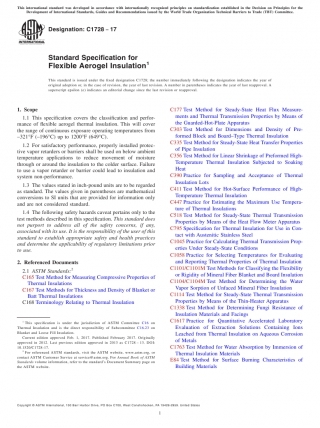 This international standard was developed in accordance with internationally recognized principles on standardization established in the Decision on Principles for the
Development of International Standards, Guides and Recommendations issued by the World Trade Organization Technical Barriers to Trade (TBT) Committee.
Designation: C1728 – 17
INTERNATIONAL
Standard Specification for
Flexible Aerogel Insulation¹
This standard is issued under the fixed designation C1728; the number immediately following the designation indicates the year of
original adoption or, in the case of revision, the year of last revision. A number in parentheses indicates the year of last reapproval. A
superscript epsilon (ε) indicates an editorial change since the last revision or reapproval.
1. Scope
1.1 This specification covers the classification and perfor-
mance of flexible aerogel thermal insulation. This will cover
the range of continuous exposure operating temperatures from
–321°F (–196°C) up to 1200°F (649°C).
1.2 For satisfactory performance, properly installed protec-
tive vapor retarders or barriers shall be used on below ambient
temperature applications to reduce movement of moisture
through or around the insulation to the colder surface. Failure
to use a vapor retarder or barrier could lead to insulation and
system non-performance.
1.3 The values stated in inch-pound units are to be regarded
as standard. The values given in parentheses are mathematical
conversions to SI units that are provided for information only
and are not considered standard.
1.4 The following safety hazards caveat pertains only to the
test methods described in this specification. This standard does
not purport to address all of the safety concerns, if any,
associated with its use. It is the responsibility of the user of this
standard to establish appropriate safety and health practices
and determine the applicability of regulatory limitations prior
to use.
2. Referenced Documents
2.1 ASTM Standards:²
C165 Test Method for Measuring Compressive Properties of
Thermal Insulations
C167 Test Methods for Thickness and Density of Blanket or
Batt Thermal Insulations
C168 Terminology Relating to Thermal Insulation
¹ This specification is under the jurisdiction of ASTM Committee C16 on
Thermal Insulation and is the direct responsibility of Subcommittee C16.23 on
Blanket and Loose Fill Insulation.
Current edition approved Feb. 1, 2017. Published February 2017. Originally
approved in 2012. Last previous edition approved in 2013 as C1728 – 13. DOI:
10.1520/C1728-17.
² For referenced ASTM standards, visit the ASTM website, www.astm.org, or
contact ASTM Customer Service at service@astm.org. For Annual Book of ASTM
Standards volume information, refer to the standard's Document Summary page on
the ASTM website.
C177 Test Method for Steady-State Heat Flux Measure-
ments and Thermal Transmission Properties by Means of
the Guarded-Hot-Plate Apparatus
C303 Test Method for Dimensions and Density of Pre-
formed Block and Board–Type Thermal Insulation
C335 Test Method for Steady-State Heat Transfer Properties
of Pipe Insulation
C356 Test Method for Linear Shrinkage of Preformed High-
Temperature Thermal Insulation Subjected to Soaking
Heat
C390 Practice for Sampling and Acceptance of Thermal
Insulation Lots
C411 Test Method for Hot-Surface Performance of High-
Temperature Thermal Insulation
C447 Practice for Estimating the Maximum Use Tempera-
ture of Thermal Insulations
C518 Test Method for Steady-State Thermal Transmission
Properties by Means of the Heat Flow Meter Apparatus
C795 Specification for Thermal Insulation for Use in Con-
tact with Austenitic Stainless Steel
C1045 Practice for Calculating Thermal Transmission Prop-
erties Under Steady-State Conditions
C1058 Practice for Selecting Temperatures for Evaluating
and Reporting Thermal Properties of Thermal Insulation
C1101/C1101M Test Methods for Classifying the Flexibility
or Rigidity of Mineral Fiber Blanket and Board Insulation
C1104/C1104M Test Method for Determining the Water
Vapor Sorption of Unfaced Mineral Fiber Insulation
C1114 Test Method for Steady-State Thermal Transmission
Properties by Means of the Thin-Heater Apparatus
C1338 Test Method for Determining Fungi Resistance of
Insulation Materials and Facings
C1617 Practice for Quantitative Accelerated Laboratory
Evaluation of Extraction Solutions Containing Ions
Leached from Thermal Insulation on Aqueous Corrosion
of Metals
C1763 Test Method for Water Absorption by Immersion of
Thermal Insulation Materials
E84 Test Method for Surface Burning Characteristics of
Building Materials
Copyright © ASTM International, 100 Barr Harbor Drive, PO Box C700, West Conshohocken, PA 19428-2959. United States
1